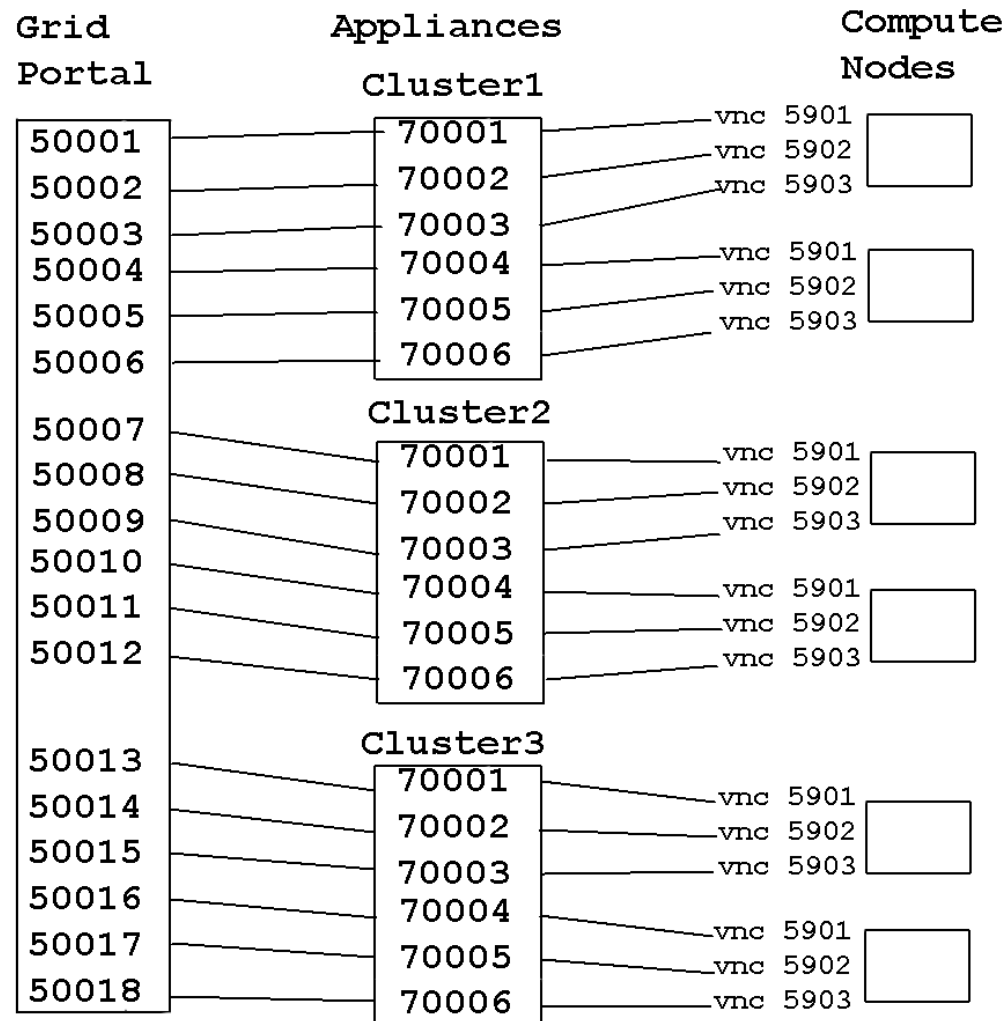 Grid
Portal
Appliances
Compute
Nodes
50001
50002
50003
50004
50005
50006
50007
50008
50009
50010
50011
50012
50013
50014
50015
50016
50017
50018
Cluster1
70001
70002
70003
70004
70005
70006
Cluster2
70001
70002
70003
70004
70005
70006
Cluster3
70001
70002
70003
70004
70005
70006
vnc 5901
vnc 5902
vnc 5903
vnc 5901
vnc 5902
vnc 5903
vnc 5901
vnc 5902
vnc 5903
vnc 5901
vnc 5902
vnc 5903
vnc 5901
vnc 5902
vnc 5903
vnc 5901
vnc 5902
vnc 5903